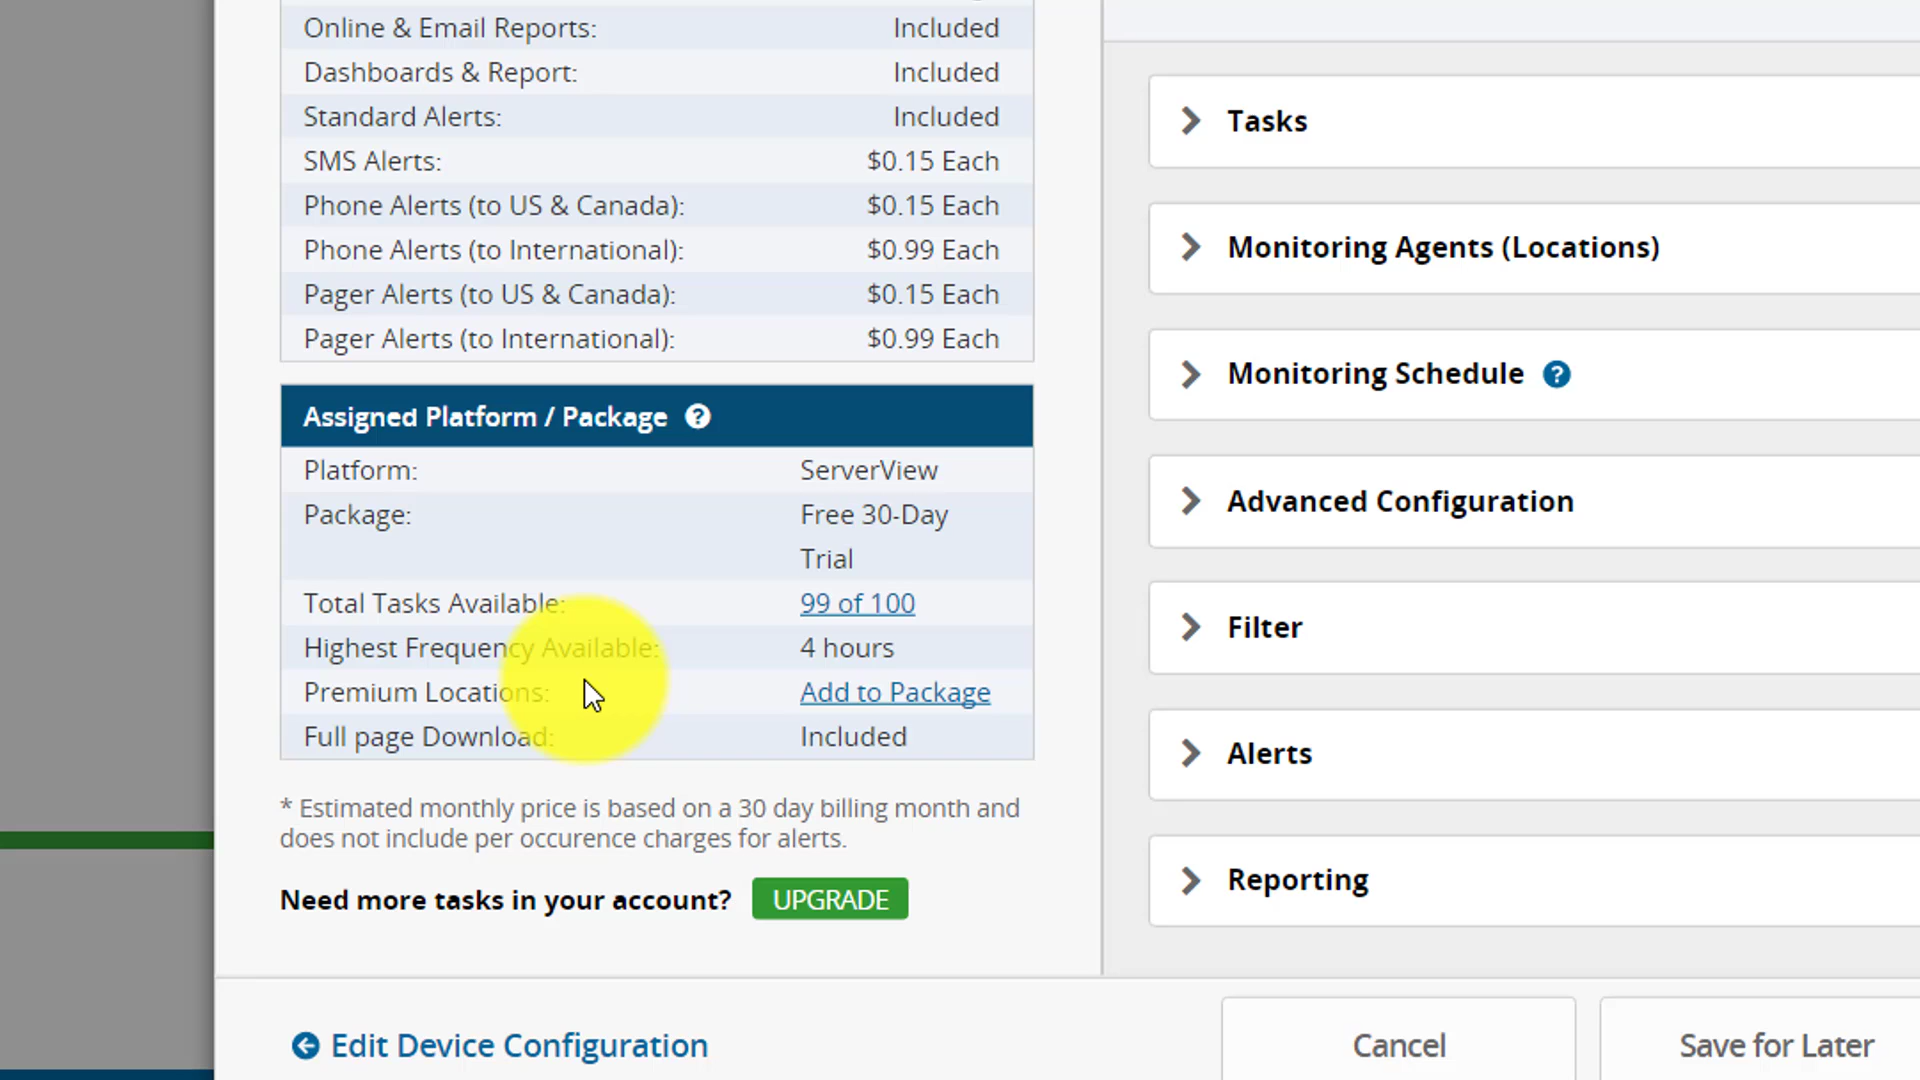 Online & Email Reports: Included
Dashboards & Report: Included
Standard Alerts: Included
SMS Alerts: $0.15 Each
Phone Alerts (to US & Canada): $0.15 Each
Phone Alerts (to International): $0.99 Each
Pager Alerts (to US & Canada): $0.15 Each
Pager Alerts (to International): $0.99 Each
Assigned Platform / Package ?
Platform: ServerView
Package: Free 30-Day
Trial
Total Tasks Available: 99 of 100
Highest Frequency Available: 4 hours
Premium Locations: Add to Package
Full page Download: Included
* Estimated monthly price is based on a 30 day billing month and
does not include per occurence charges for alerts.
Need more tasks in your account? UPGRADE
Tasks
Monitoring Agents (Locations)
Monitoring Schedule ?
Advanced Configuration
Filter
Alerts
Reporting
Edit Device Configuration
Cancel
Save for Later